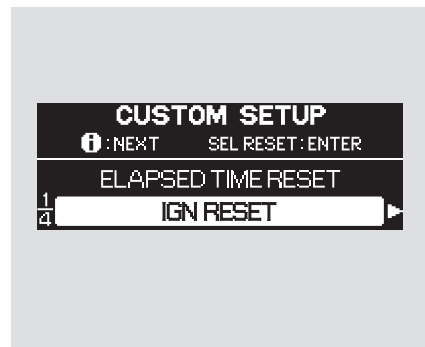 CUSTOM SETUP
i:NEXT SEL RESET:ENTER
ELAPSED TIME RESET
1/4 IGN RESET